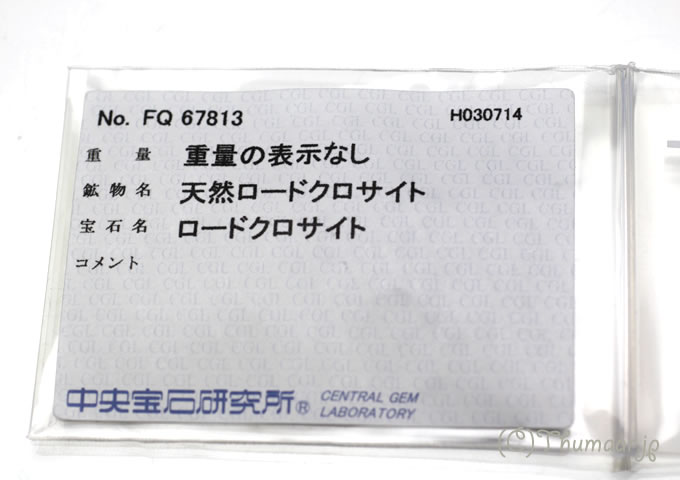 No. FQ 67813 H030714
重量 重量の表示なし
鉱物名 天然ロードクロサイト
宝石名 ロードクロサイト
コメント
中央宝石研究所® CENTRAL GEM
LABORATORY